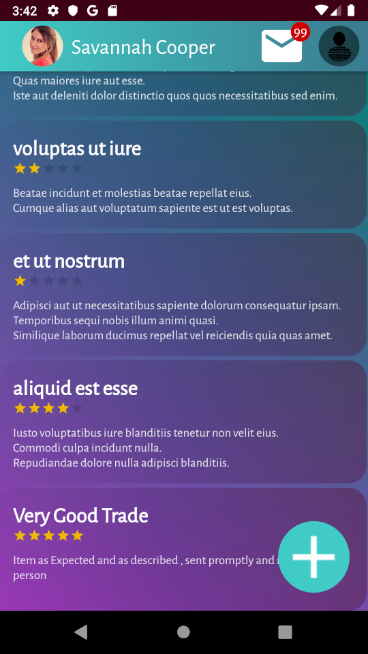 3:42
G
Savannah Cooper
99
Quas maiores iure aut esse.
Iste aut deleniti dolor distinctio quos quos necessitatibus sed enim.
voluptas ut iure
Beatae incidunt et molestias beatae repellat eius.
Cumque alias aut voluptatum sapiente est ut est voluptas.
et ut nostrum
Adipisci aut ut necessitatibus sapiente dolorum consequatur ipsam.
Temporibus sequi nobis illum animi quasi.
Similique laborum ducimus repellat vel reiciendis quia quas amet.
aliquid est esse
Iusto voluptatibus iure blanditiis tenetur non velit eius.
Commodi culpa incidunt nulla.
Repudiandae dolore nulla adipisci blanditiis.
Very Good Trade
Item as Expected and as described , sent promptly and
person